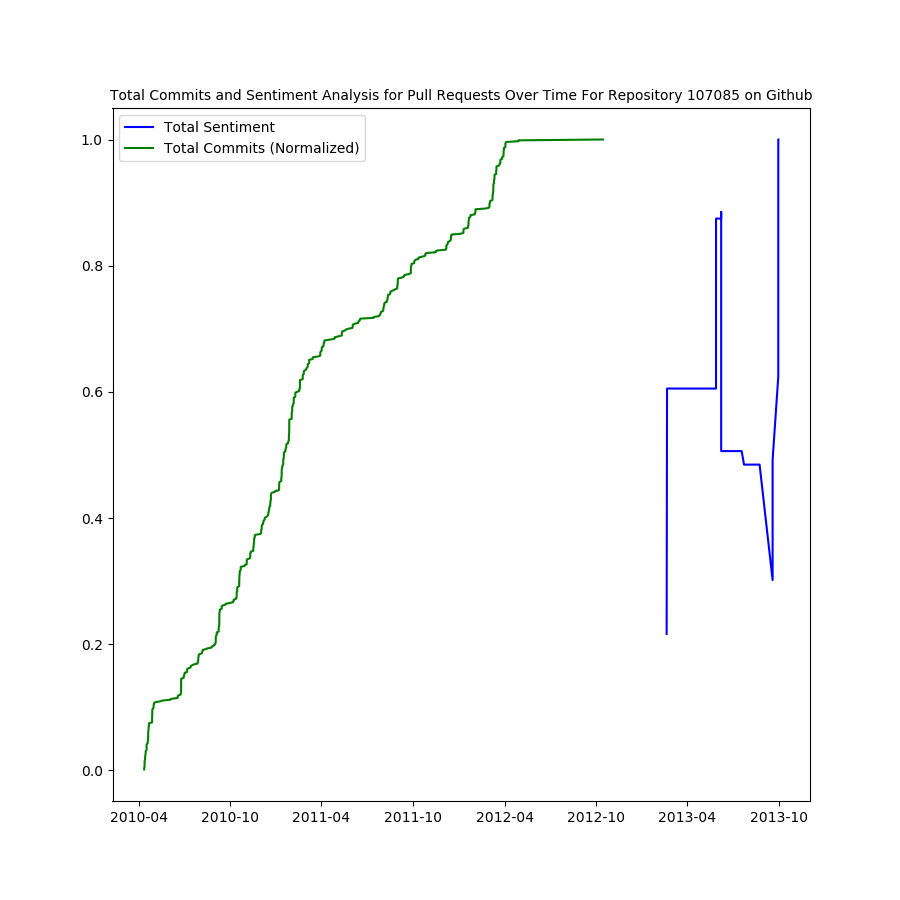 Total Commits and Sentiment Analysis for Pull Requests Over Time For Repository 107085 on Github
Total Sentiment
Total Commits (Normalized)
1.0
0.8
0.6
0.4
0.2
0.0
2010-04 2010-10 2011-04 2011-10 2012-04 2012-10 2013-04 2013-10